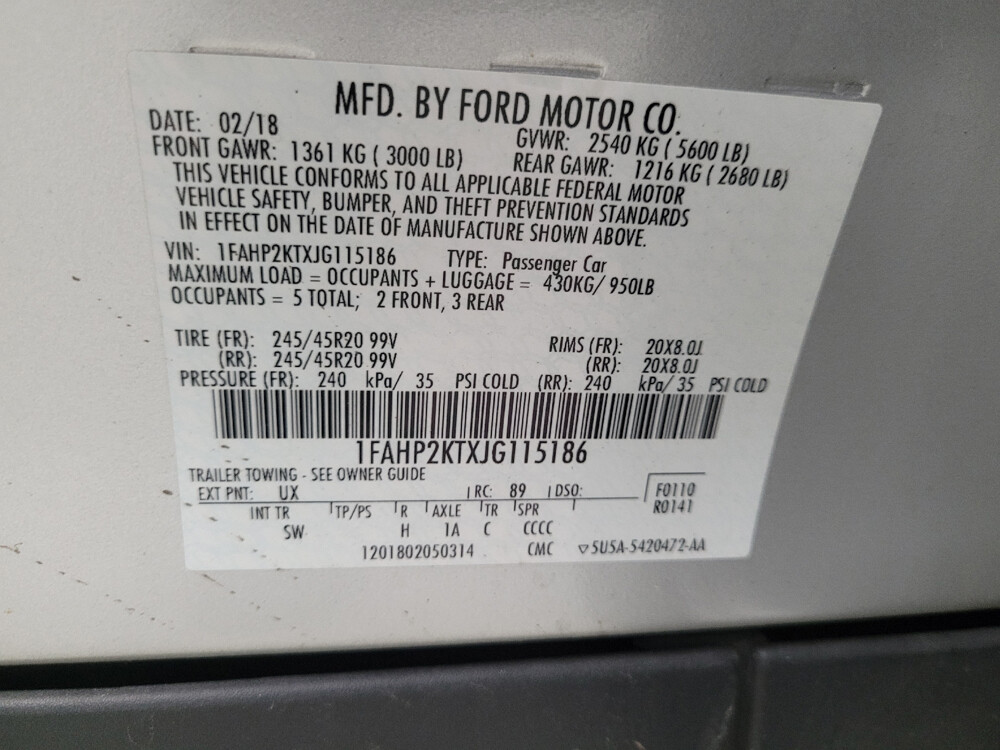 MFD. BY FORD MOTOR CO.
DATE: 02/18 GVWR: 2540 KG ( 5600 LB)
FRONT GAWR: 1361 KG ( 3000 LB) REAR GAWR: 1216 KG ( 2680 LB)
THIS VEHICLE CONFORMS TO ALL APPLICABLE FEDERAL MOTOR
VEHICLE SAFETY, BUMPER, AND THEFT PREVENTION STANDARDS
IN EFFECT ON THE DATE OF MANUFACTURE SHOWN ABOVE.
VIN: 1FAHP2KTXJG115186 TYPE: Passenger Car
MAXIMUM LOAD = OCCUPANTS + LUGGAGE = 430KG/ 950LB
OCCUPANTS = 5 TOTAL; 2 FRONT, 3 REAR
TIRE (FR): 245/45R20 99V RIMS (FR): 20X8.0J
(RR): 245/45R20 99V (RR): 20X8.0J
PRESSURE (FR): 240 kPa/ 35 PSI COLD (RR): 240 kPa/ 35 PSI COLD
1FAHP2KTXJG115186
TRAILER TOWING - SEE OWNER GUIDE
EXT PNT: UX RC: 89 DSO: F0110
R0141
INT TR TP/PS R AXLE TR SPR
SW H 1A C CCCC
1201802050314 CMC ▽5U5A-5420472-AA